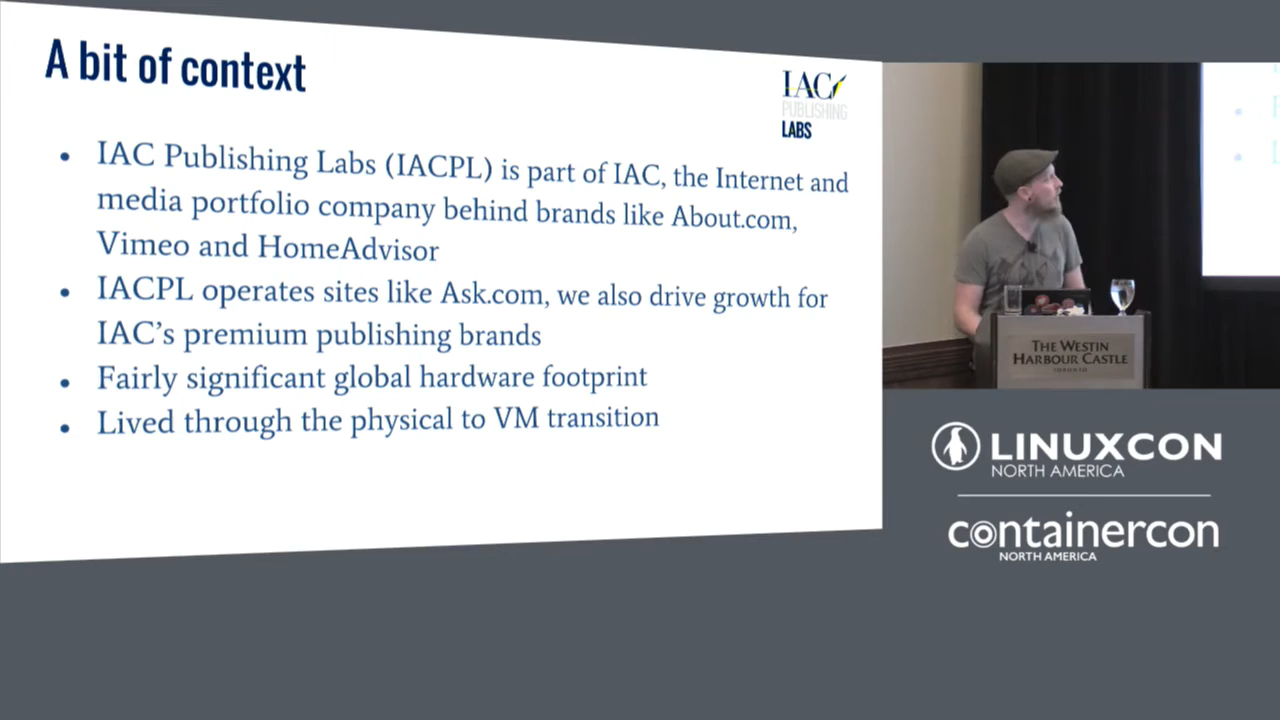 A bit of context
IAC
PUBLISHING
LABS
• IAC Publishing Labs (IACPL) is part of IAC, the Internet and
media portfolio company behind brands like About.com,
Vimeo and HomeAdvisor
• IACPL operates sites like Ask.com, we also drive growth for
IAC’s premium publishing brands
• Fairly significant global hardware footprint
• Lived through the physical to VM transition
THE WESTIN
HARBOUR CASTLE
TORONTO
LINUXCON
NORTH AMERICA
containercon
NORTH AMERICA